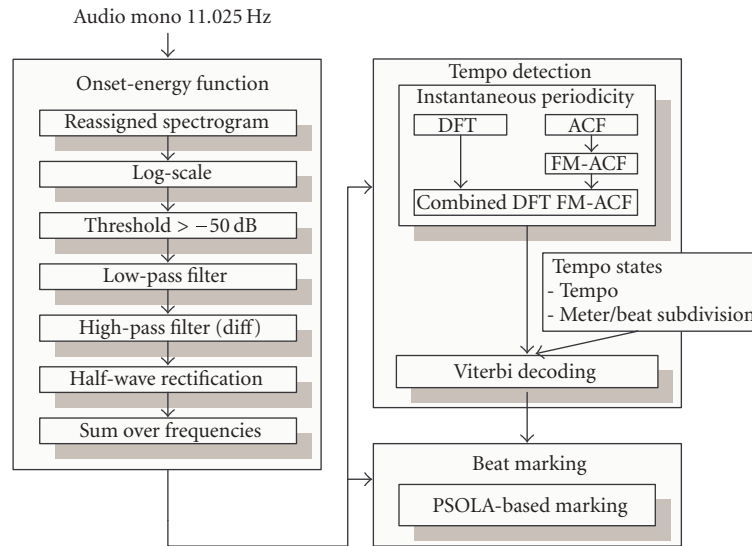 Audio mono 11.025 Hz
Onset-energy function
Reassigned spectrogram
Log-scale
Threshold > −50 dB
Low-pass filter
High-pass filter (diff)
Half-wave rectification
Sum over frequencies
Tempo detection
Instantaneous periodicity
DFT
ACF
FM-ACF
Combined DFT FM-ACF
Tempo states
- Tempo
- Meter/beat subdivision
Viterbi decoding
Beat marking
PSOLA-based marking